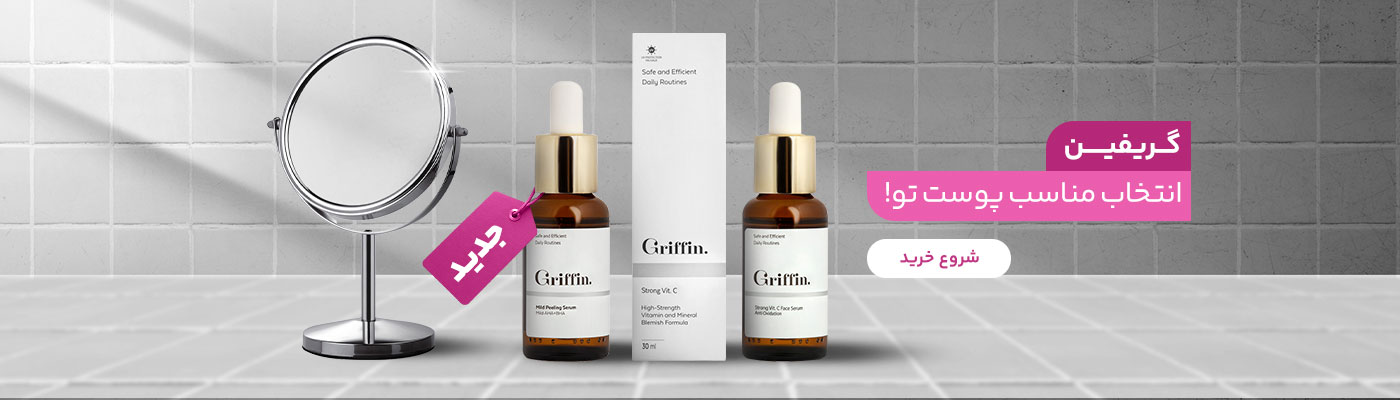 گریفین
انتخاب مناسب پوست تو!
شروع خرید
جدید
Safe and Efficient
Daily Routines
Griffin.
Mild Peeling Serum
Safe and Efficient
Daily Routines
Griffin.
Strong Vit. C
High-Strength
Vitamin and Mineral
Blemish Formula
30 ml
Safe and Efficient
Daily Routines
Griffin.
Strong Vit. C Face Serum
Anti-Oxidation